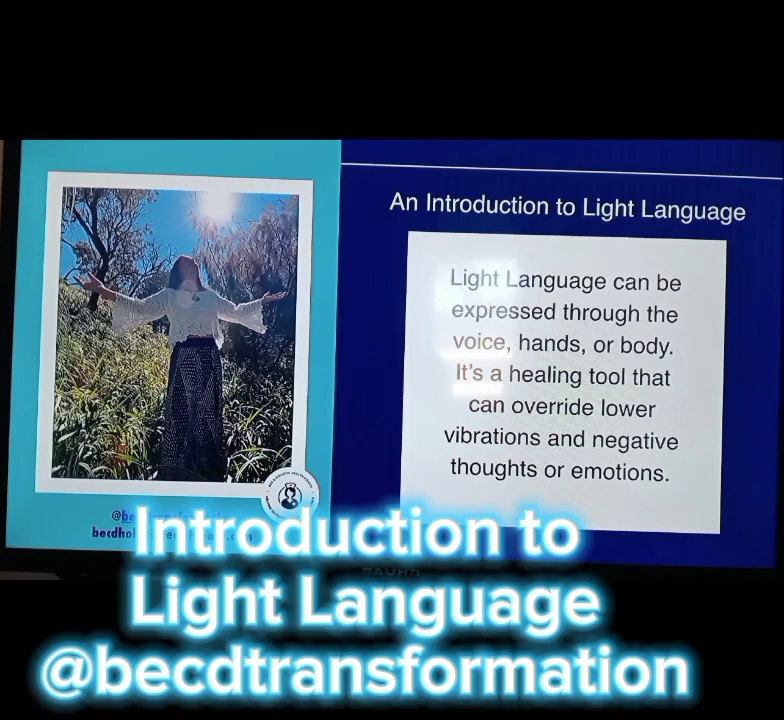 An Introduction to Light Language
Light Language can be
expressed through the
voice, hands, or body.
It's a healing tool that
can override lower
vibrations and negative
thoughts or emotions.
BAUHN
Introduction to
Light Language
@becdtransformation